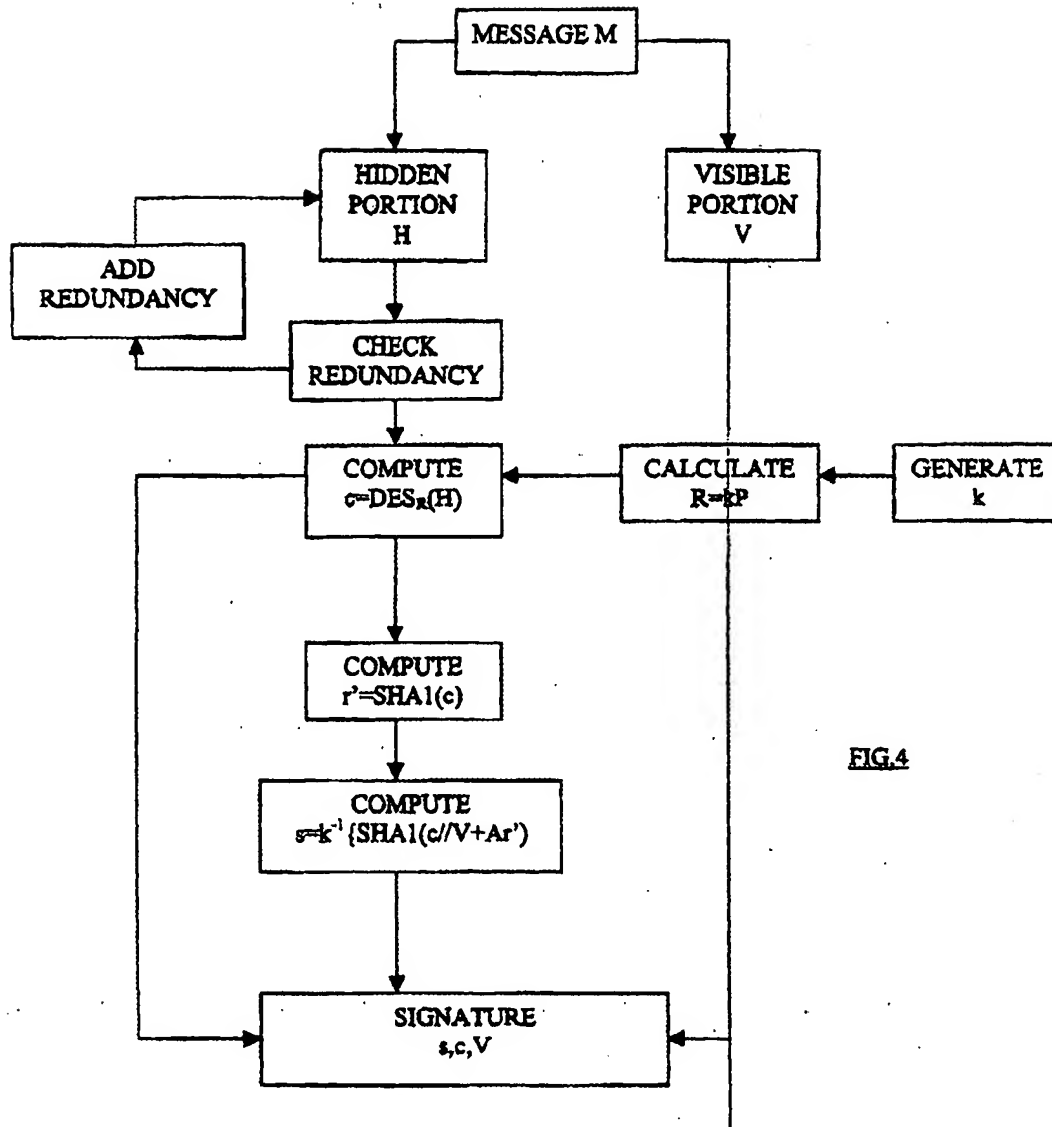 MESSAGE M
HIDDEN
PORTION
H
VISIBLE
PORTION
V
ADD
REDUNDANCY
CHECK
REDUNDANCY
COMPUTE
c=DES_R(H)
CALCULATE
R=kP
GENERATE
k
COMPUTE
r'=SHA1(c)
COMPUTE
s=k⁻¹{SHA1(c//V+Ar')
FIG.4
SIGNATURE
s,c,V